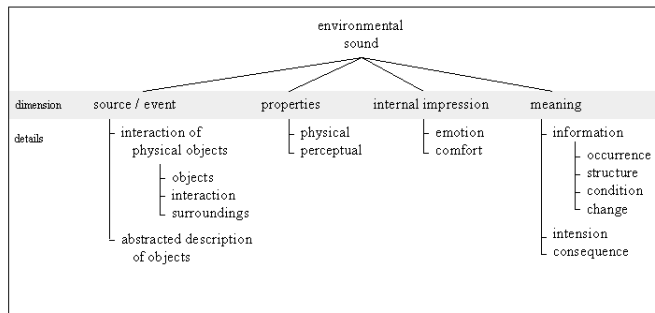 environmental
sound
dimension source / event properties internal impression meaning
details
interaction of
physical objects
objects
interaction
surroundings
abstracted description
of objects
physical
perceptual
emotion
comfort
information
occurrence
structure
condition
change
intension
consequence